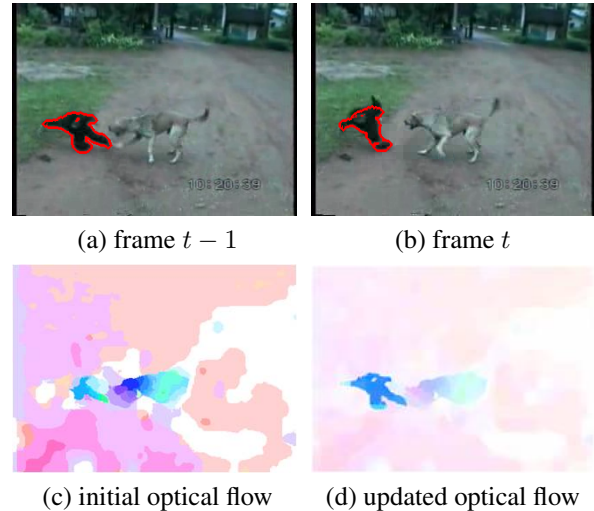 10:20:39
10:20:39
(a) frame t − 1
(b) frame t
(c) initial optical flow
(d) updated optical flow